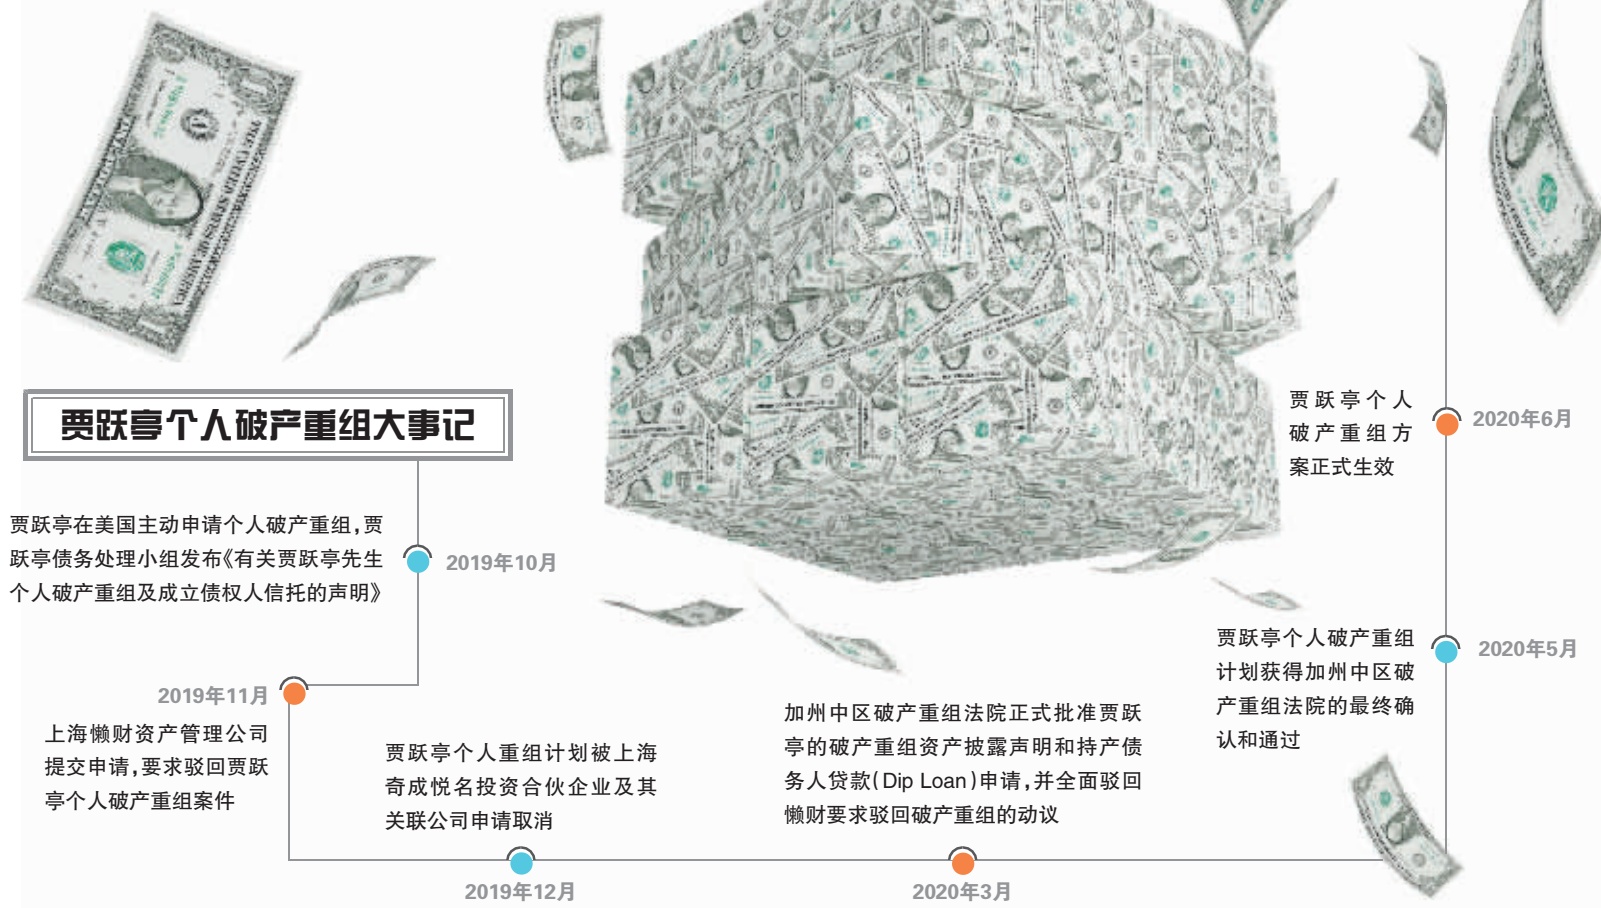 贾跃亭个人破产重组大事记
贾跃亭在美国主动申请个人破产重组,贾
跃亭债务处理小组发布《有关贾跃亭先生
个人破产重组及成立债权人信托的声明》
2019年10月
2019年11月
上海懒财资产管理公司
提交申请,要求驳回贾跃
亭个人破产重组案件
贾跃亭个人重组计划被上海
奇成悦名投资合伙企业及其
关联公司申请取消
2019年12月
加州中区破产重组法院正式批准贾跃
亭的破产重组资产披露声明和持产债
务人贷款(Dip Loan)申请,并全面驳回
懒财要求驳回破产重组的动议
2020年3月
贾跃亭个人破产重组
计划获得加州中区破
产重组法院的最终确
认和通过
2020年5月
贾跃亭个人
破产重组方
案正式生效
2020年6月